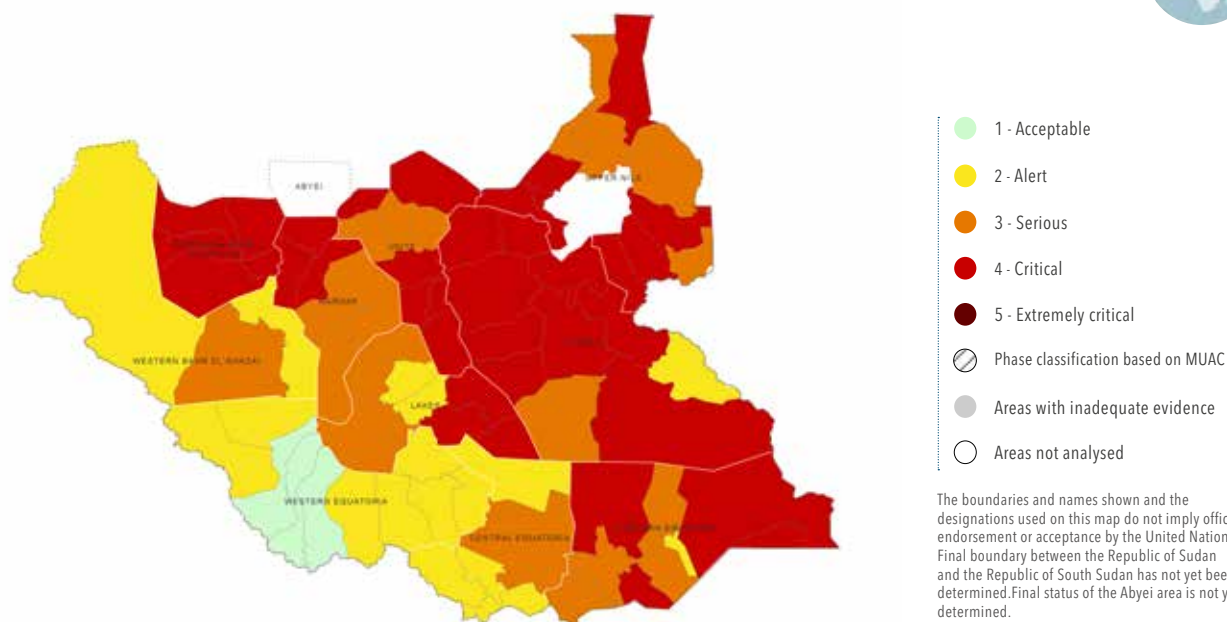 ABYEI
UPPER NILE
UNITY
WARRAP
WESTERN BAHR EL GHAZAL
LAKES
WESTERN EQUATORIA
CENTRAL EQUATORIA
1 - Acceptable
2 - Alert
3 - Serious
4 - Critical
5 - Extremely critical
Phase classification based on MUAC
Areas with inadequate evidence
Areas not analysed
The boundaries and names shown and the
designations used on this map do not imply offic
endorsement or acceptance by the United Nation
Final boundary between the Republic of Sudan
and the Republic of South Sudan has not yet bee
determined.Final status of the Abyei area is not y
determined.